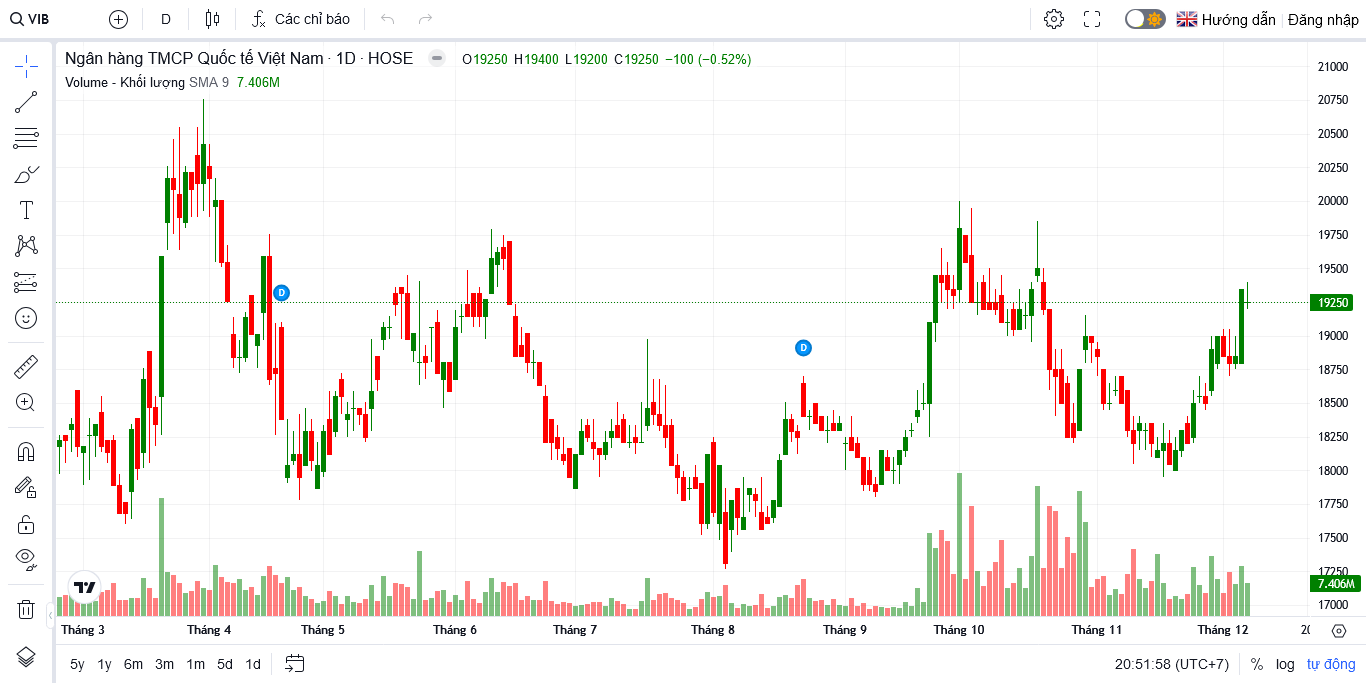 VIB D Các chỉ báo Hướng dẫn Đăng nhập
Ngân hàng TMCP Quốc tế Việt Nam · 1D · HOSE O19250 H19400 L19200 C19250 −100 (−0.52%)
Volume - Khối lượng SMA 9 7.406M
21000
20750
20500
20250
20000
19750
19500
19250
19000
18750
18500
18250
18000
17750
17500
17250
7.406M
17000
D
D
Tháng 3 Tháng 4 Tháng 5 Tháng 6 Tháng 7 Tháng 8 Tháng 9 Tháng 10 Tháng 11 Tháng 12
5y 1y 6m 3m 1m 5d 1d 20:51:58 (UTC+7) % log tự động